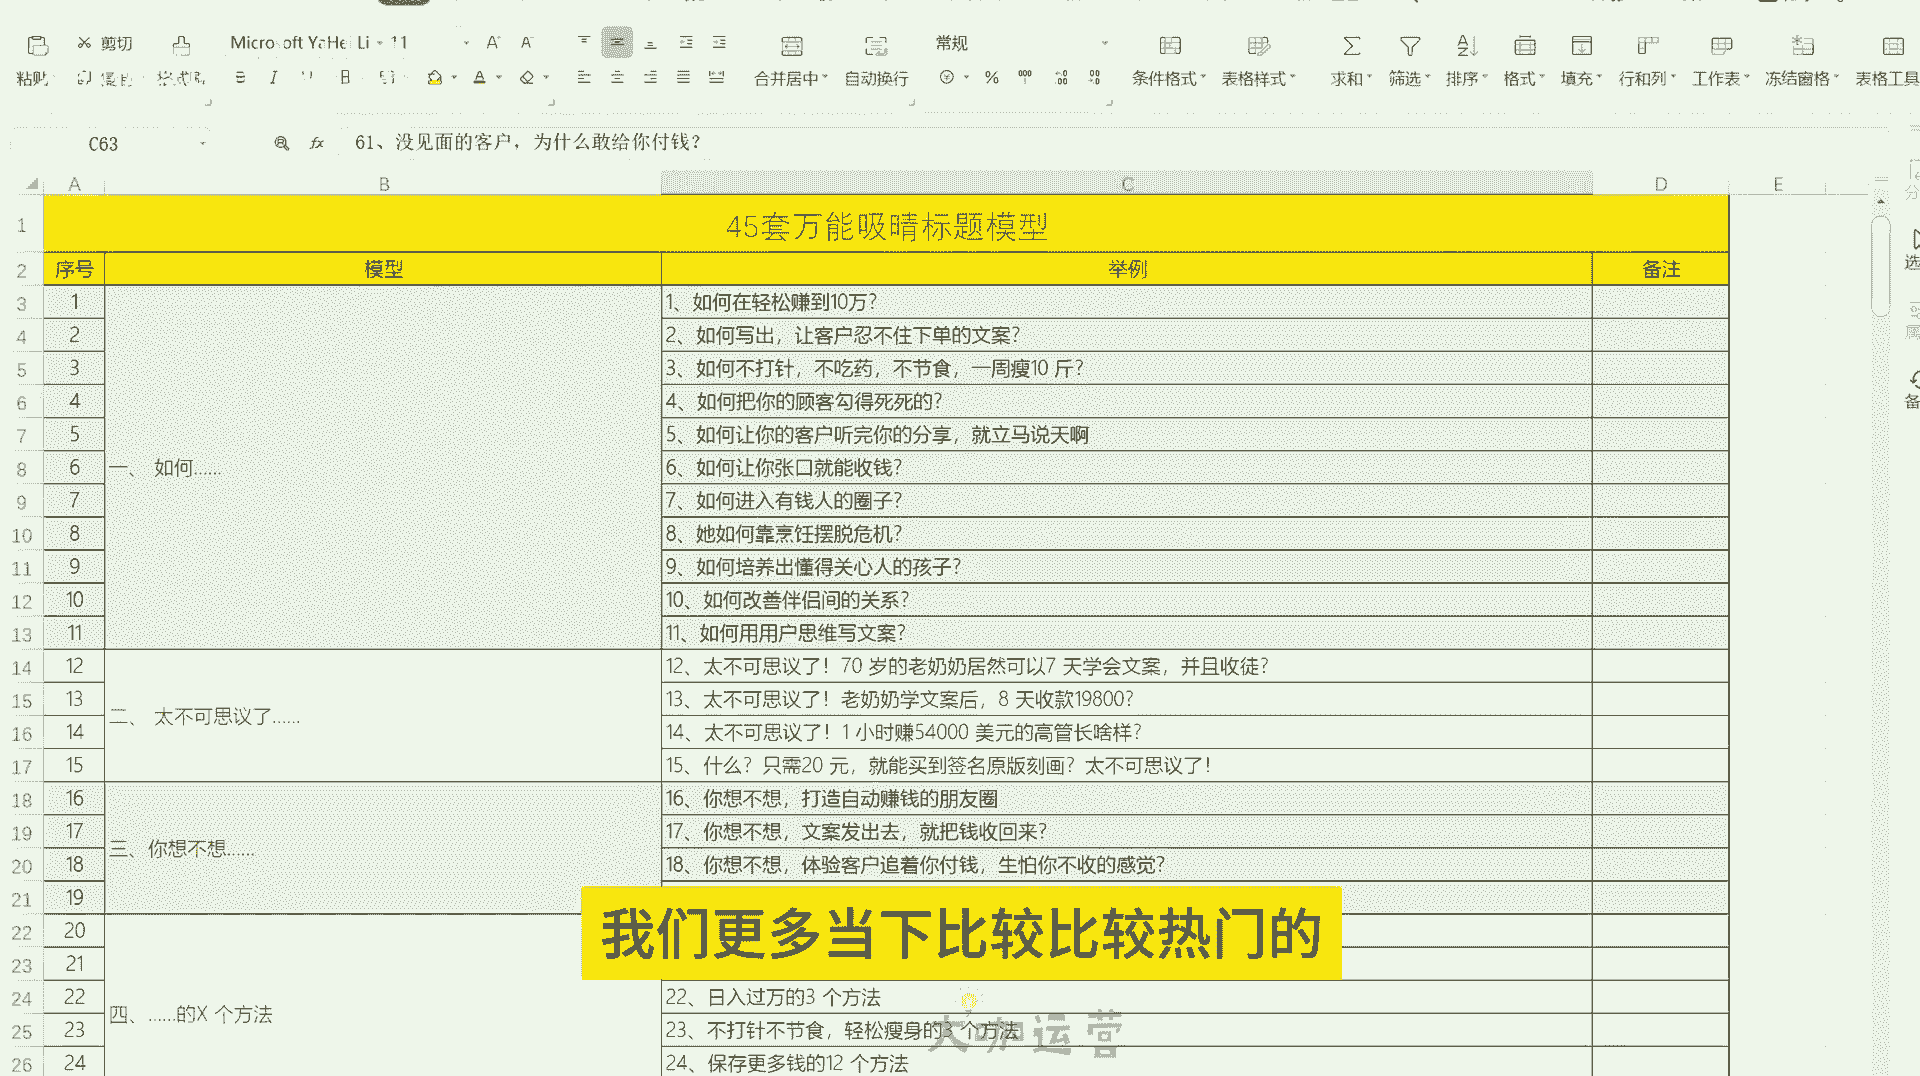 剪切
Microsoft YaHei Li 11
A+ A-
常规
粘贴 格式刷
B I U A
合并居中 自动换行
%
条件格式 表格样式 求和 筛选 排序 格式 填充 行和列 工作表 冻结窗格 表格工具
C63
fx 61、没见面的客户，为什么敢给你付钱？
A B C D E
1 45套万能吸睛标题模型
2 序号 模型 举例 备注
3 1 1、如何在轻松赚到10万？
4 2 2、如何写出，让客户忍不住下单的文案？
5 3 3、如何不打针，不吃药，不节食，一周瘦10 斤？
6 4 4、如何把你的顾客勾得死死的？
7 5 5、如何让你的客户听完你的分享，就立马说天啊
8 6 一、 如何…… 6、如何让你张口就能收钱？
9 7 7、如何进入有钱人的圈子？
10 8 8、她如何靠烹饪摆脱危机？
11 9 9、如何培养出懂得关心人的孩子？
12 10 10、如何改善伴侣间的关系？
13 11 11、如何用用户思维写文案？
14 12 12、太不可思议了！70 岁的老奶奶居然可以7 天学会文案，并且收徒？
15 13 二、 太不可思议了…… 13、太不可思议了！老奶奶学文案后，8 天收款19800？
16 14 14、太不可思议了！1 小时赚54000 美元的高管长啥样？
17 15 15、什么？只需20 元，就能买到签名原版刻画？太不可思议了！
18 16 16、你想不想，打造自动赚钱的朋友圈
19 17 三、你想不想…… 17、你想不想，文案发出去，就把钱收回来？
20 18 18、你想不想，体验客户追着你付钱，生怕你不收的感觉？
21 19
22 20
我们更多当下比较比较热门的
23 21
24 22 四、……的X 个方法 22、日入过万的3 个方法
25 23 23、不打针不节食，轻松瘦身的3 个方法
26 24 24、保存更多钱的12 个方法
大咖运营